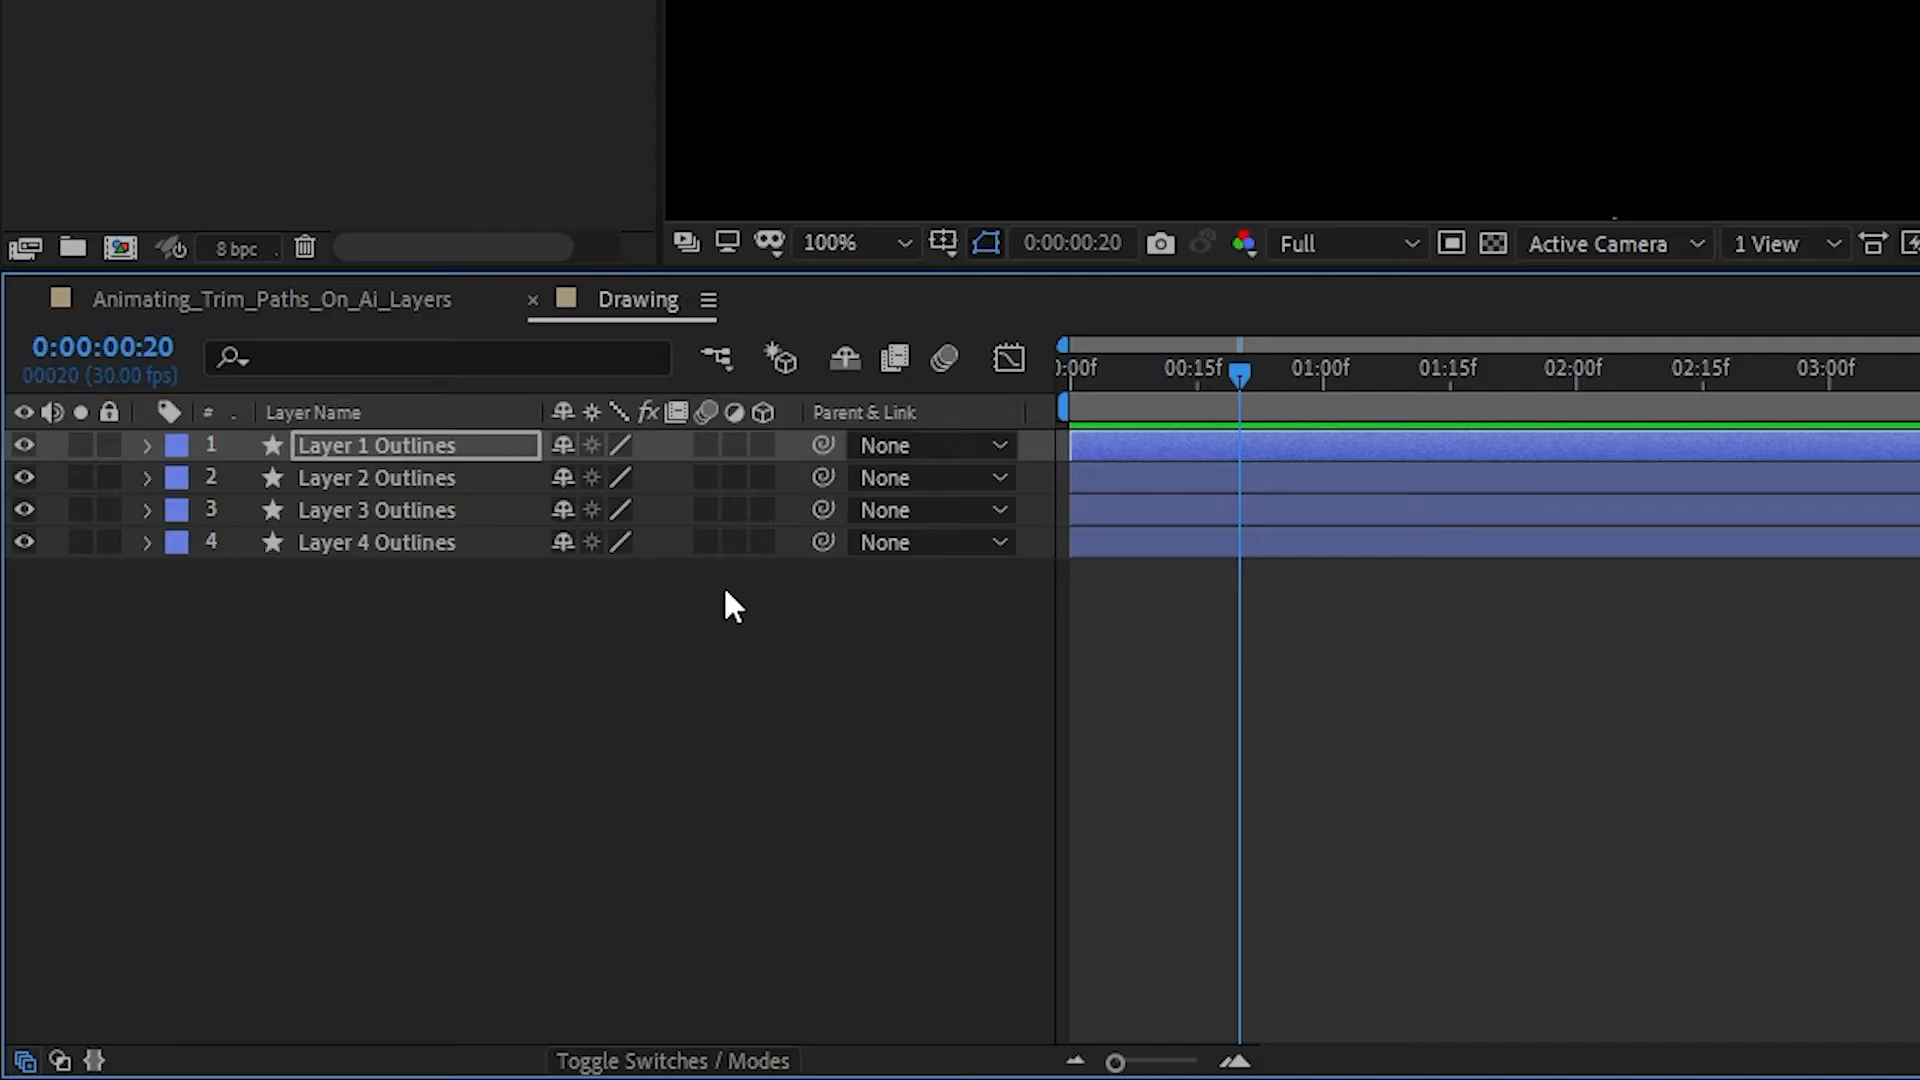 8 bpc
100%
0:00:00:20
Full
Active Camera
1 View
Animating_Trim_Paths_On_Ai_Layers
× Drawing
0:00:00:20
00020 (30.00 fps)
):00f 00:15f 01:00f 01:15f 02:00f 02:15f 03:00f
# . Layer Name fx Parent & Link
1 Layer 1 Outlines None
2 Layer 2 Outlines None
3 Layer 3 Outlines None
4 Layer 4 Outlines None
Toggle Switches / Modes